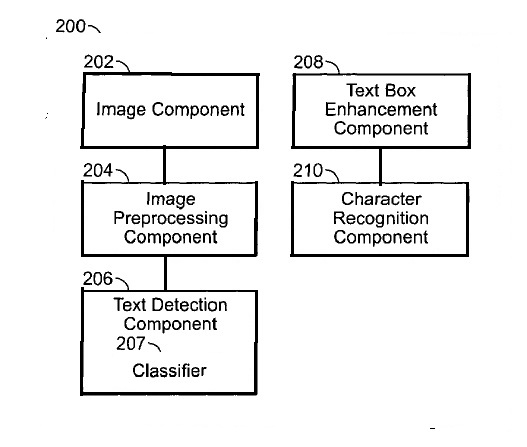 200
202
Image Component
204
Image
Preprocessing
Component
206
Text Detection
Component
207
Classifier
208
Text Box
Enhancement
Component
210
Character
Recognition
Component